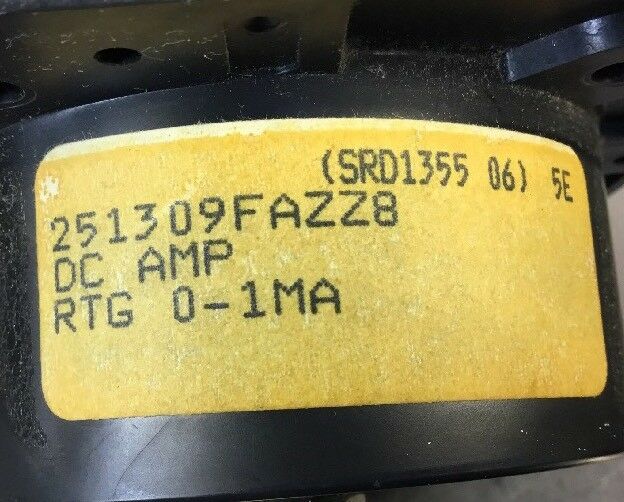 (SRD1355 06) 5E
251309FAZZ8
DC AMP
RTG 0-1MA